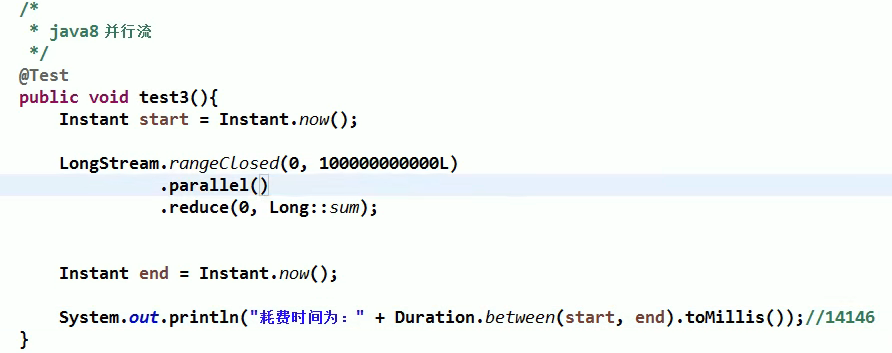 /*
 * java8 并行流
 */
@Test
public void test3(){
    Instant start = Instant.now();
    LongStream.rangeClosed(0, 100000000000L)
              .parallel()
              .reduce(0, Long::sum);
    Instant end = Instant.now();
    System.out.println("耗费时间为：" + Duration.between(start, end).toMillis());//14146
}